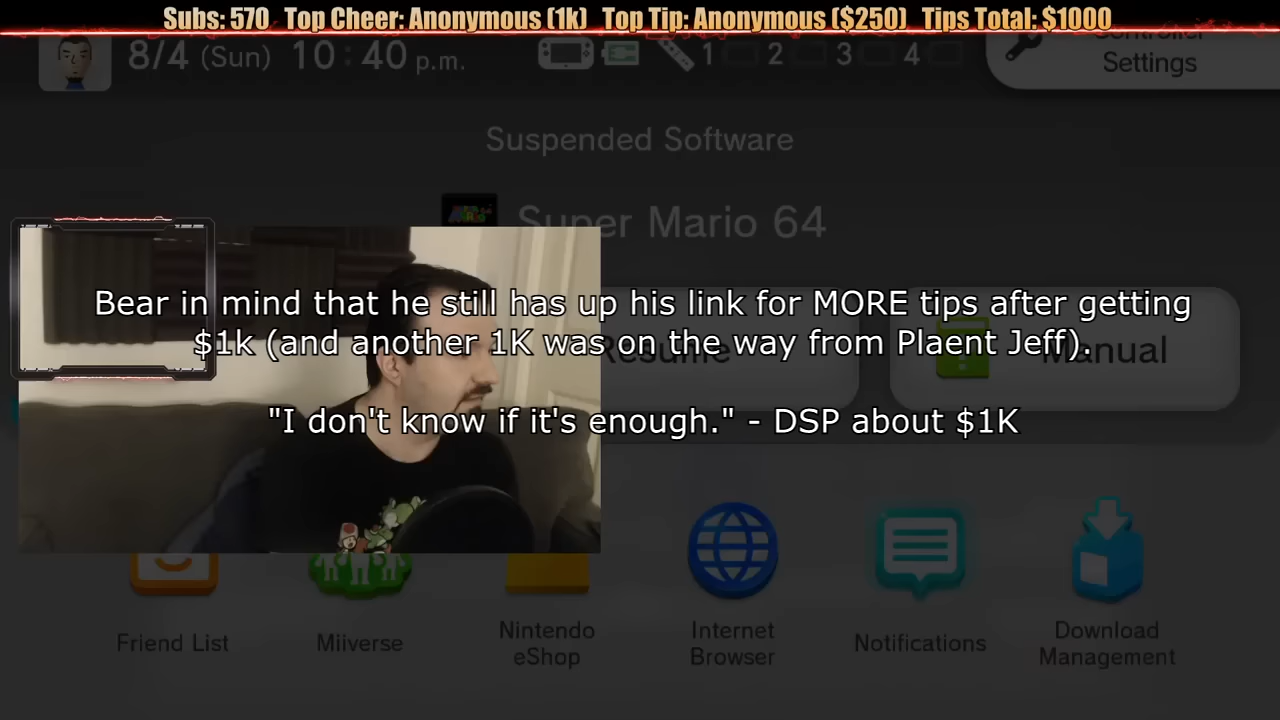 Subs: 570 Top Cheer: Anonymous (1k) Top Tip: Anonymous ($250) Tips Total: $1000
8/4 (Sun) 10:40 p.m. 1 2 3 4
Controller
Settings
Suspended Software
Super Mario 64
Bear in mind that he still has up his link for MORE tips after getting
$1k (and another 1K was on the way from Plaent Jeff).
Resume
Manual
"I don't know if it's enough." - DSP about $1K
Friend List
Miiverse
Nintendo
eShop
Internet
Browser
Notifications
Download
Management